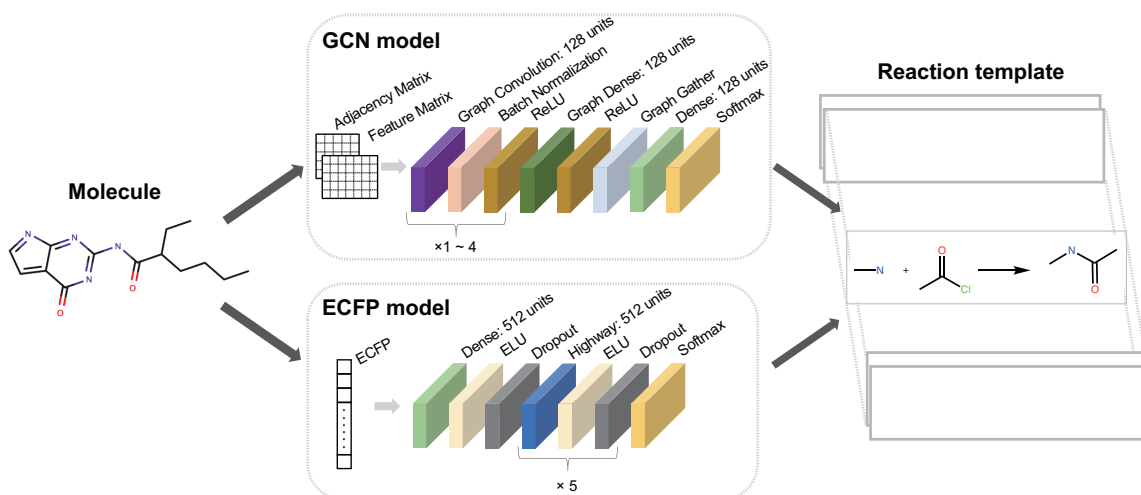 GCN model
Adjacency Matrix
Feature Matrix
Graph Convolution: 128 units
Batch Normalization
ReLU
Graph Dense: 128 units
ReLU
Graph Gather
Dense: 128 units
Softmax
×1 ~ 4
Reaction template
Molecule
N
N
N
N
O
O
ECFP model
ECFP
Dense: 512 units
ELU
Dropout
Highway: 512 units
ELU
Dropout
Softmax
× 5
N
+
O
Cl
N
O